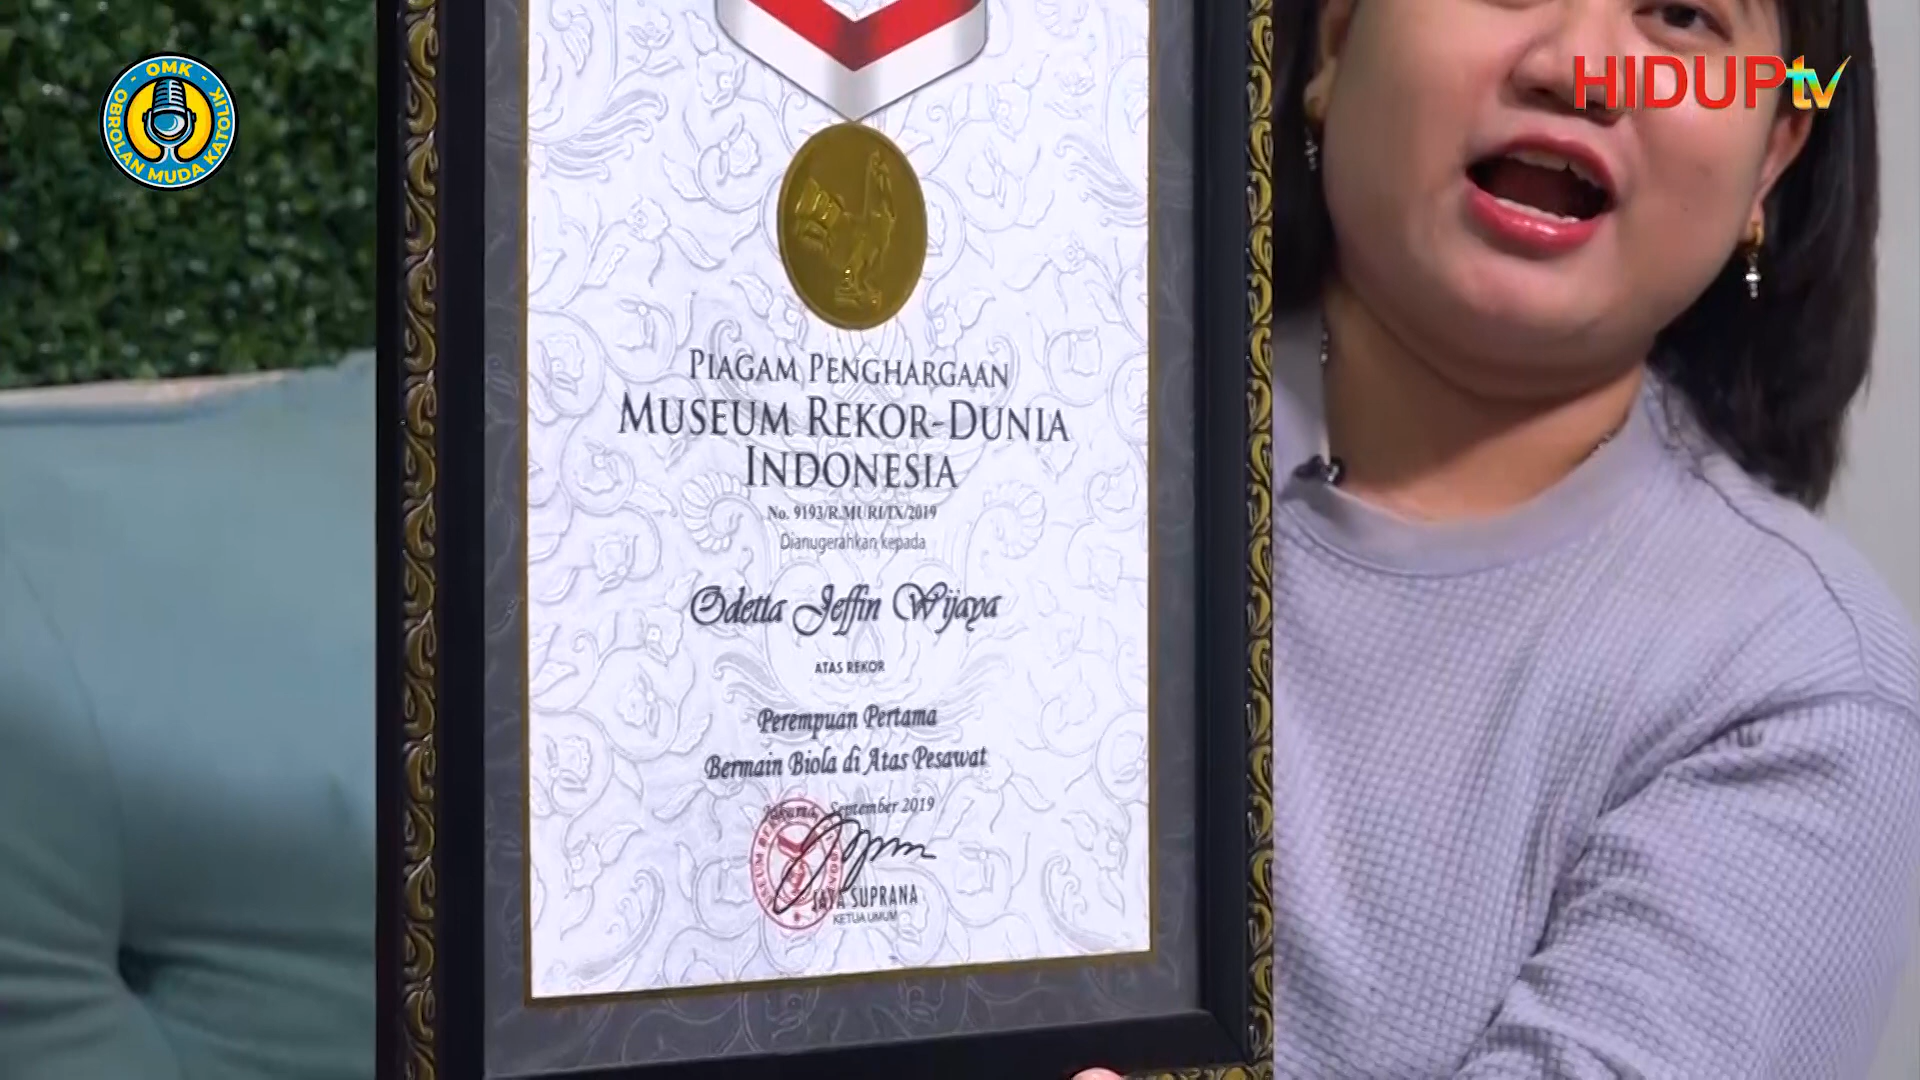 OMK
OBROLAN MUDA KATOLIK
HIDUPtv
PIAGAM PENGHARGAAN
MUSEUM REKOR-DUNIA
INDONESIA
No. 9193/R.MURI/IX/2019
Dianugerahkan kepada
Odetta Jeffin Wijaya
ATAS REKOR
Perempuan Pertama
Bermain Biola di Atas Pesawat
Jakarta, September 2019
JAYA SUPRANA
KETUA UMUM